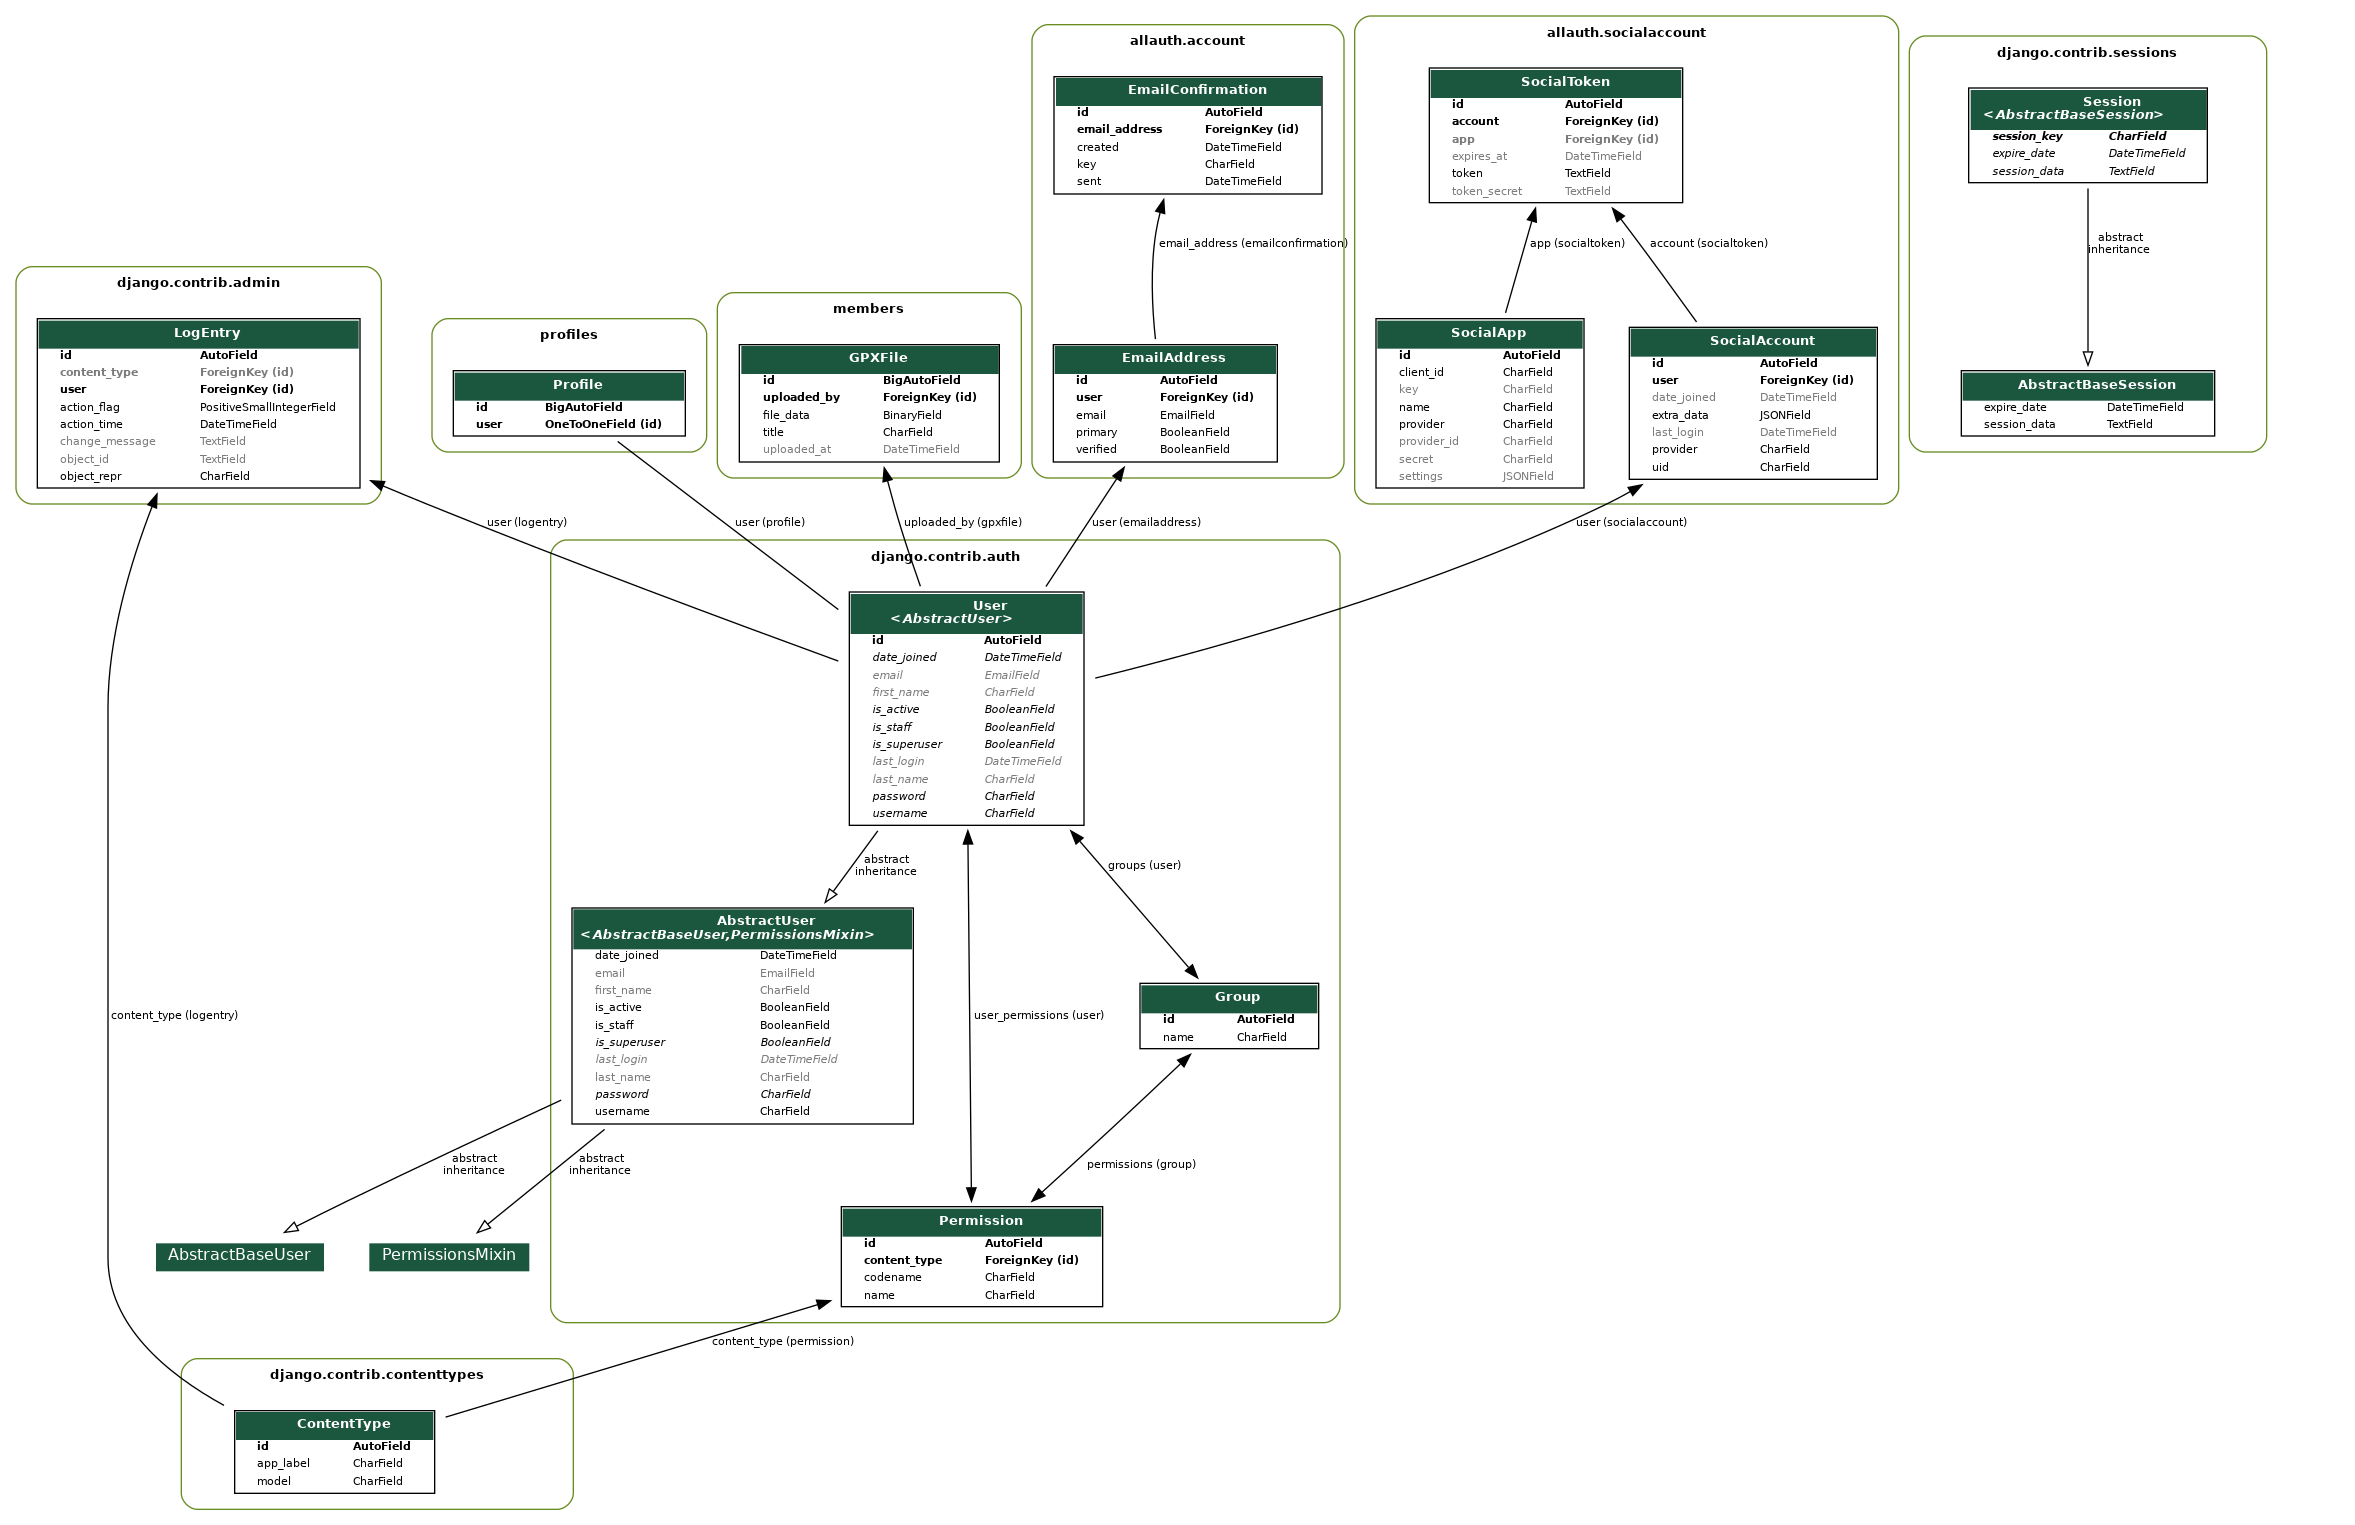 allauth.account
EmailConfirmation
id AutoField
email_address ForeignKey (id)
created DateTimeField
key CharField
sent DateTimeField
email_address (emailconfirmation)
EmailAddress
id AutoField
user ForeignKey (id)
email EmailField
primary BooleanField
verified BooleanField
allauth.socialaccount
SocialToken
id AutoField
account ForeignKey (id)
app ForeignKey (id)
expires_at DateTimeField
token TextField
token_secret TextField
app (socialtoken)
account (socialtoken)
SocialApp
id AutoField
client_id CharField
key CharField
name CharField
provider CharField
provider_id CharField
secret CharField
settings JSONField
SocialAccount
id AutoField
user ForeignKey (id)
date_joined DateTimeField
extra_data JSONField
last_login DateTimeField
provider CharField
uid CharField
django.contrib.sessions
Session
<AbstractBaseSession>
session_key CharField
expire_date DateTimeField
session_data TextField
abstract
inheritance
AbstractBaseSession
expire_date DateTimeField
session_data TextField
django.contrib.admin
LogEntry
id AutoField
content_type ForeignKey (id)
user ForeignKey (id)
action_flag PositiveSmallIntegerField
action_time DateTimeField
change_message TextField
object_id TextField
object_repr CharField
profiles
Profile
id BigAutoField
user OneToOneField (id)
members
GPXFile
id BigAutoField
uploaded_by ForeignKey (id)
file_data BinaryField
title CharField
uploaded_at DateTimeField
user (logentry)
user (profile)
uploaded_by (gpxfile)
user (emailaddress)
user (socialaccount)
django.contrib.auth
User
<AbstractUser>
id AutoField
date_joined DateTimeField
email EmailField
first_name CharField
is_active BooleanField
is_staff BooleanField
is_superuser BooleanField
last_login DateTimeField
last_name CharField
password CharField
username CharField
abstract
inheritance
groups (user)
AbstractUser
<AbstractBaseUser,PermissionsMixin>
date_joined DateTimeField
email EmailField
first_name CharField
is_active BooleanField
is_staff BooleanField
is_superuser BooleanField
last_login DateTimeField
last_name CharField
password CharField
username CharField
user_permissions (user)
Group
id AutoField
name CharField
content_type (logentry)
abstract
inheritance
abstract
inheritance
permissions (group)
AbstractBaseUser
PermissionsMixin
Permission
id AutoField
content_type ForeignKey (id)
codename CharField
name CharField
content_type (permission)
django.contrib.contenttypes
ContentType
id AutoField
app_label CharField
model CharField